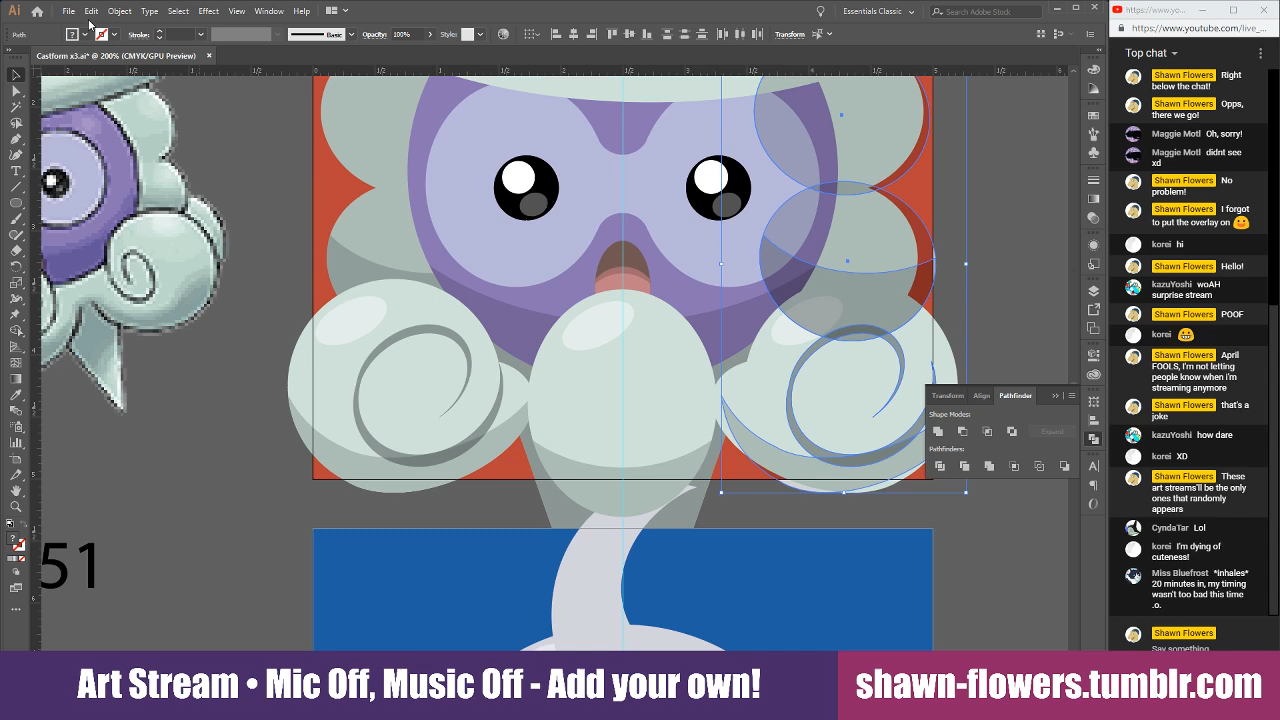 Ai File Edit Object Type Select Effect View Window Help Essentials Classic Search Adobe Stock
Path ? Stroke: Basic Opacity: 100% Style: Transform
Castform x3.ai* @ 200% (CMYK/GPU Preview) ×
51
Transform Align Pathfinder
Shape Modes:
Expand
Pathfinders:
https://www.yout...
https://www.youtube.com/live_...
Top chat
Shawn Flowers Right
below the chat!
Shawn Flowers Opps,
there we go!
Maggie Motl Oh, sorry!
Maggie Motl didnt see
xd
Shawn Flowers No
problem!
Shawn Flowers I forgot
to put the overlay on
korei hi
Shawn Flowers Hello!
kazuYoshi woAH
surprise stream
Shawn Flowers POOF
korei
Shawn Flowers April
FOOLS, I'm not letting
people know when i'm
streaming anymore
Shawn Flowers that's a
joke
kazuYoshi how dare
korei XD
Shawn Flowers These
art streams'll be the only
ones that randomly
appears
CyndaTar Lol
korei I'm dying of
cuteness!
Miss Bluefrost *inhales*
20 minutes in, my timing
wasn't too bad this time
.o.
Shawn Flowers
Say something
Art Stream • Mic Off, Music Off - Add your own!
shawn-flowers.tumblr.com